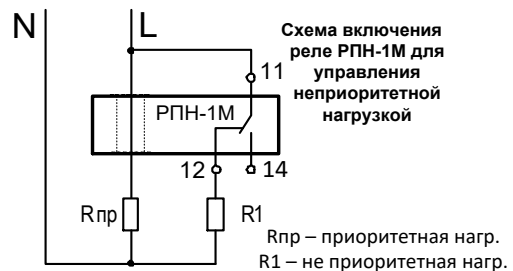 N L
Схема включения
реле РПН-1М для
управления
неприоритетной
нагрузкой
11
РПН-1М
12 14
Rпр R1
Rпр – приоритетная нагр.
R1 – не приоритетная нагр.